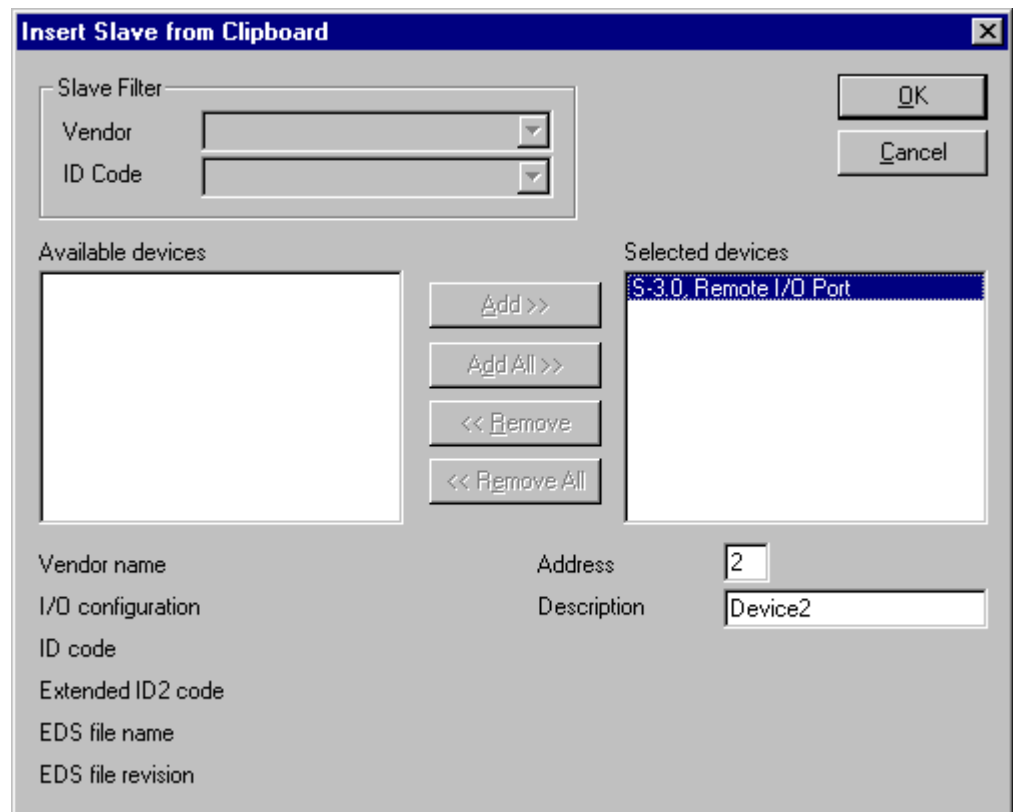 Insert Slave from Clipboard
Slave Filter
Vendor
ID Code
OK
Cancel
Available devices
Selected devices
S-3.0, Remote I/O Port
Add >>
Add All >>
<< Remove
<< Remove All
Vendor name
Address 2
I/O configuration
Description Device2
ID code
Extended ID2 code
EDS file name
EDS file revision